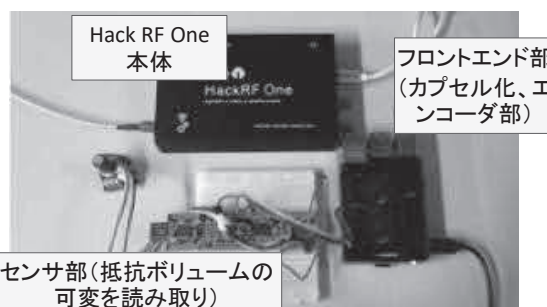 Hack RF One
本体
フロントエンド部
(カプセル化、エ
ンコーダ部)
HackRF One
センサ部(抵抗ボリュームの
可変を読み取り)